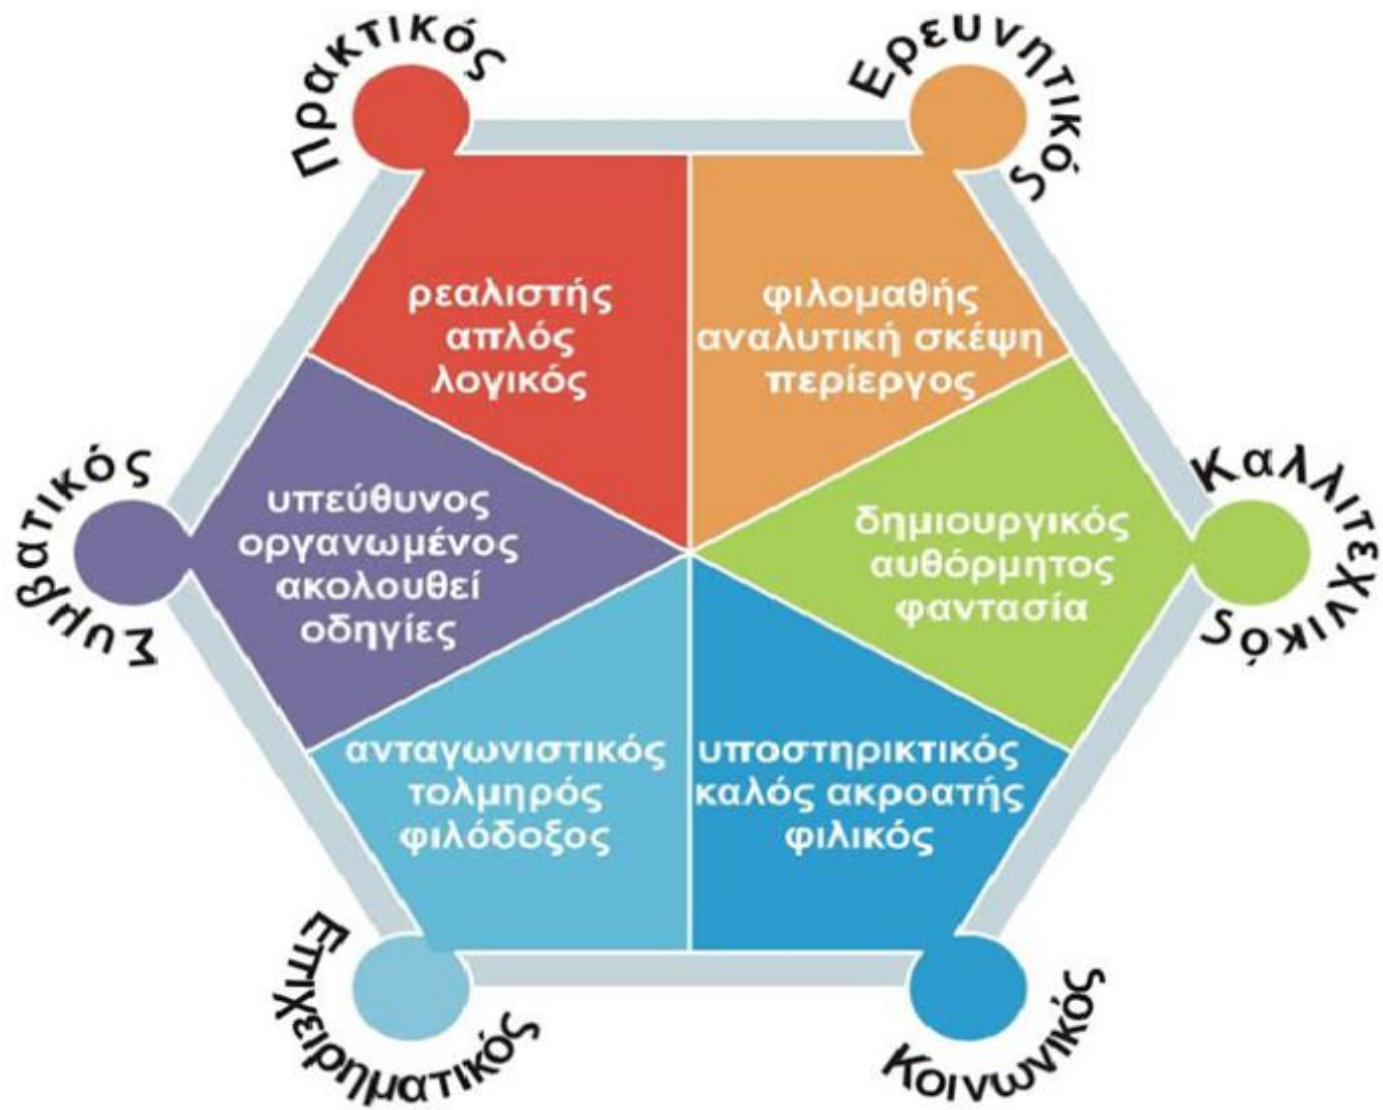 Πρακτικός
Ερευνητικός
ρεαλιστής
απλός
λογικός
φιλομαθής
αναλυτική σκέψη
περίεργος
Συμβατικός
υπεύθυνος
οργανωμένος
ακολουθεί
οδηγίες
Καλλιτεχνικός
δημιουργικός
αυθόρμητος
φαντασία
ανταγωνιστικός
τολμηρός
φιλόδοξος
υποστηρικτικός
καλός ακροατής
φιλικός
Επιχειρηματικός
Κοινωνικός